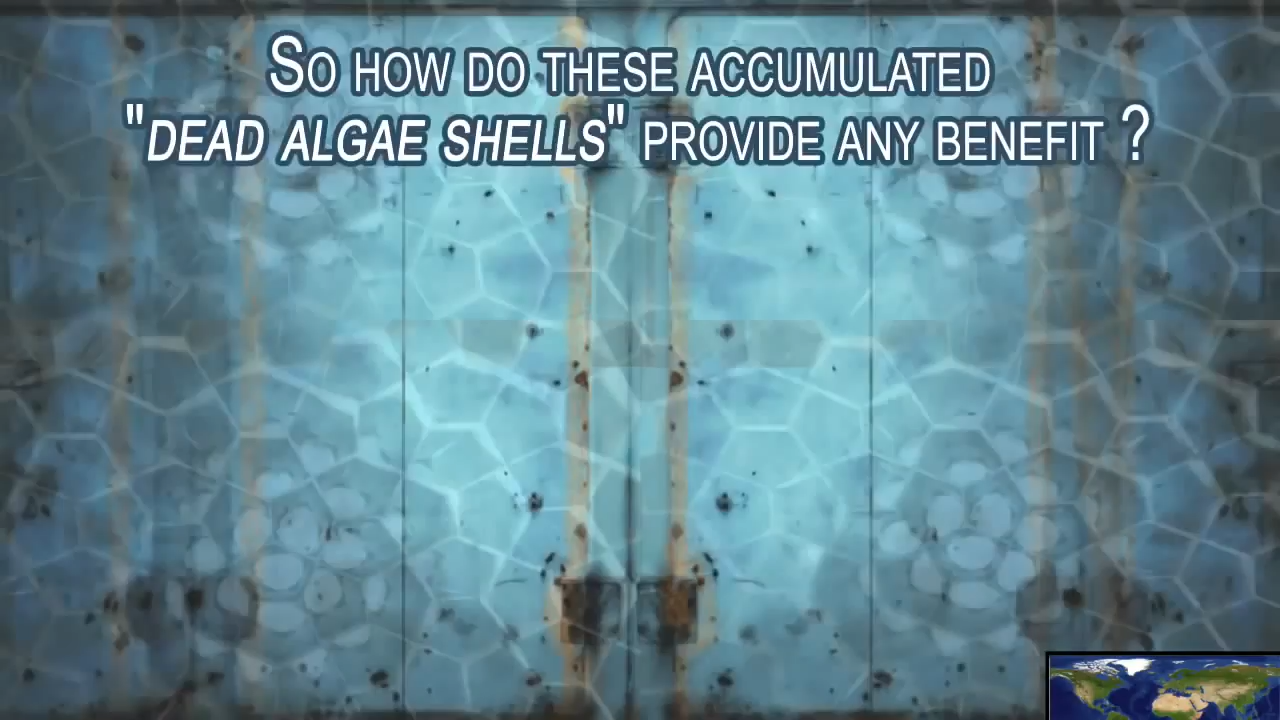 So how do these accumulated
"dead algae shells" provide any benefit ?